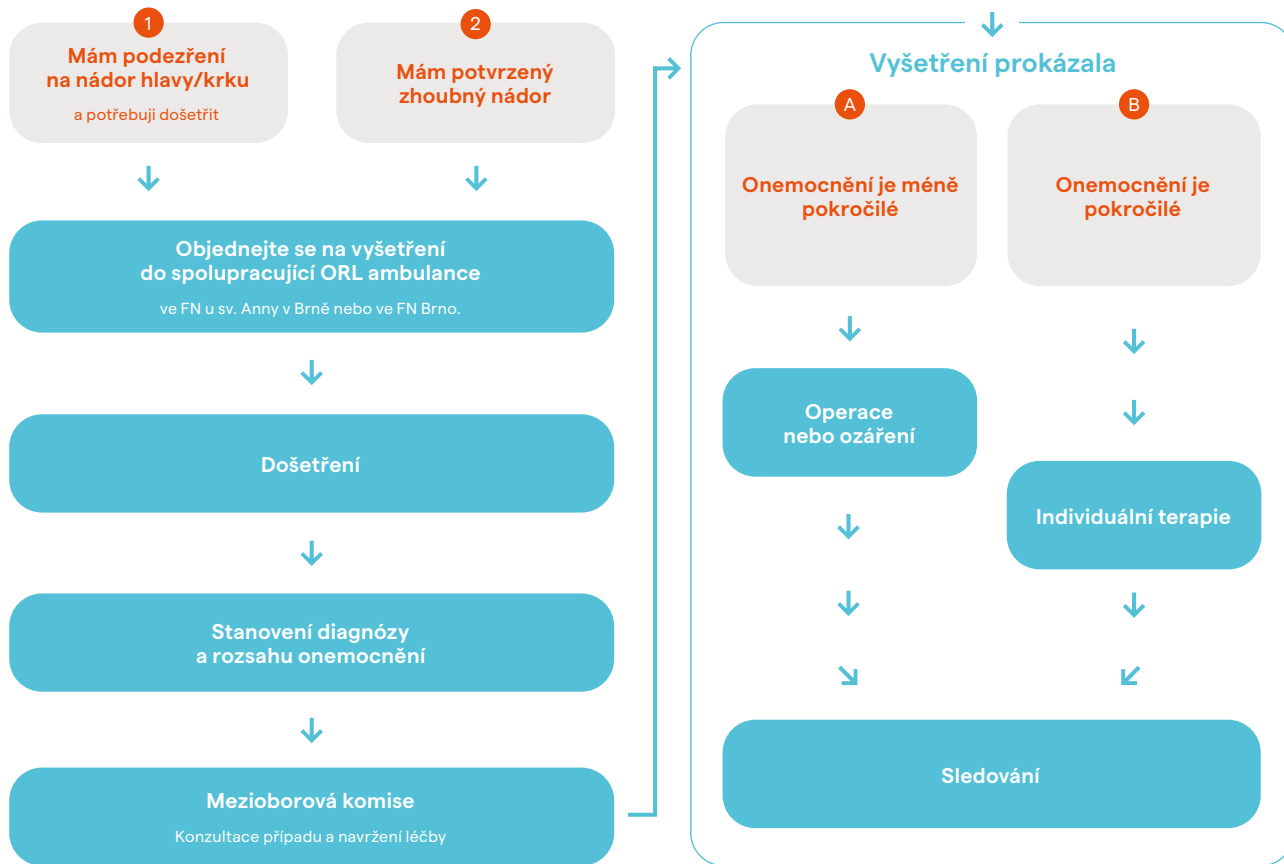 1
Mám podezření
na nádor hlavy/krku
a potřebuji došetřit
2
Mám potvrzený
zhoubný nádor
Objednejte se na vyšetření
do spolupracující ORL ambulance
ve FN u sv. Anny v Brně nebo ve FN Brno.
Došetření
Stanovení diagnózy
a rozsahu onemocnění
Mezioborová komise
Konzultace případu a navržení léčby
Vyšetření prokázala
A
Onemocnění je méně
pokročilé
B
Onemocnění je
pokročilé
Operace
nebo ozáření
Individuální terapie
Sledování